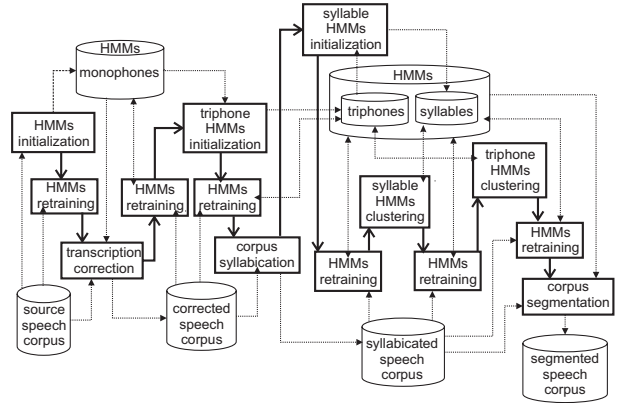 HMMs
monophones
HMMs
initialization
HMMs
retraining
transcription
correction
source
speech
corpus
HMMs
retraining
triphone
HMMs
initialization
HMMs
retraining
corpus
syllabication
corrected
speech
corpus
syllable
HMMs
initialization
HMMs
triphones
syllables
HMMs
retraining
syllable
HMMs
clustering
HMMs
retraining
triphone
HMMs
clustering
HMMs
retraining
corpus
segmentation
syllabicated
speech
corpus
segmented
speech
corpus